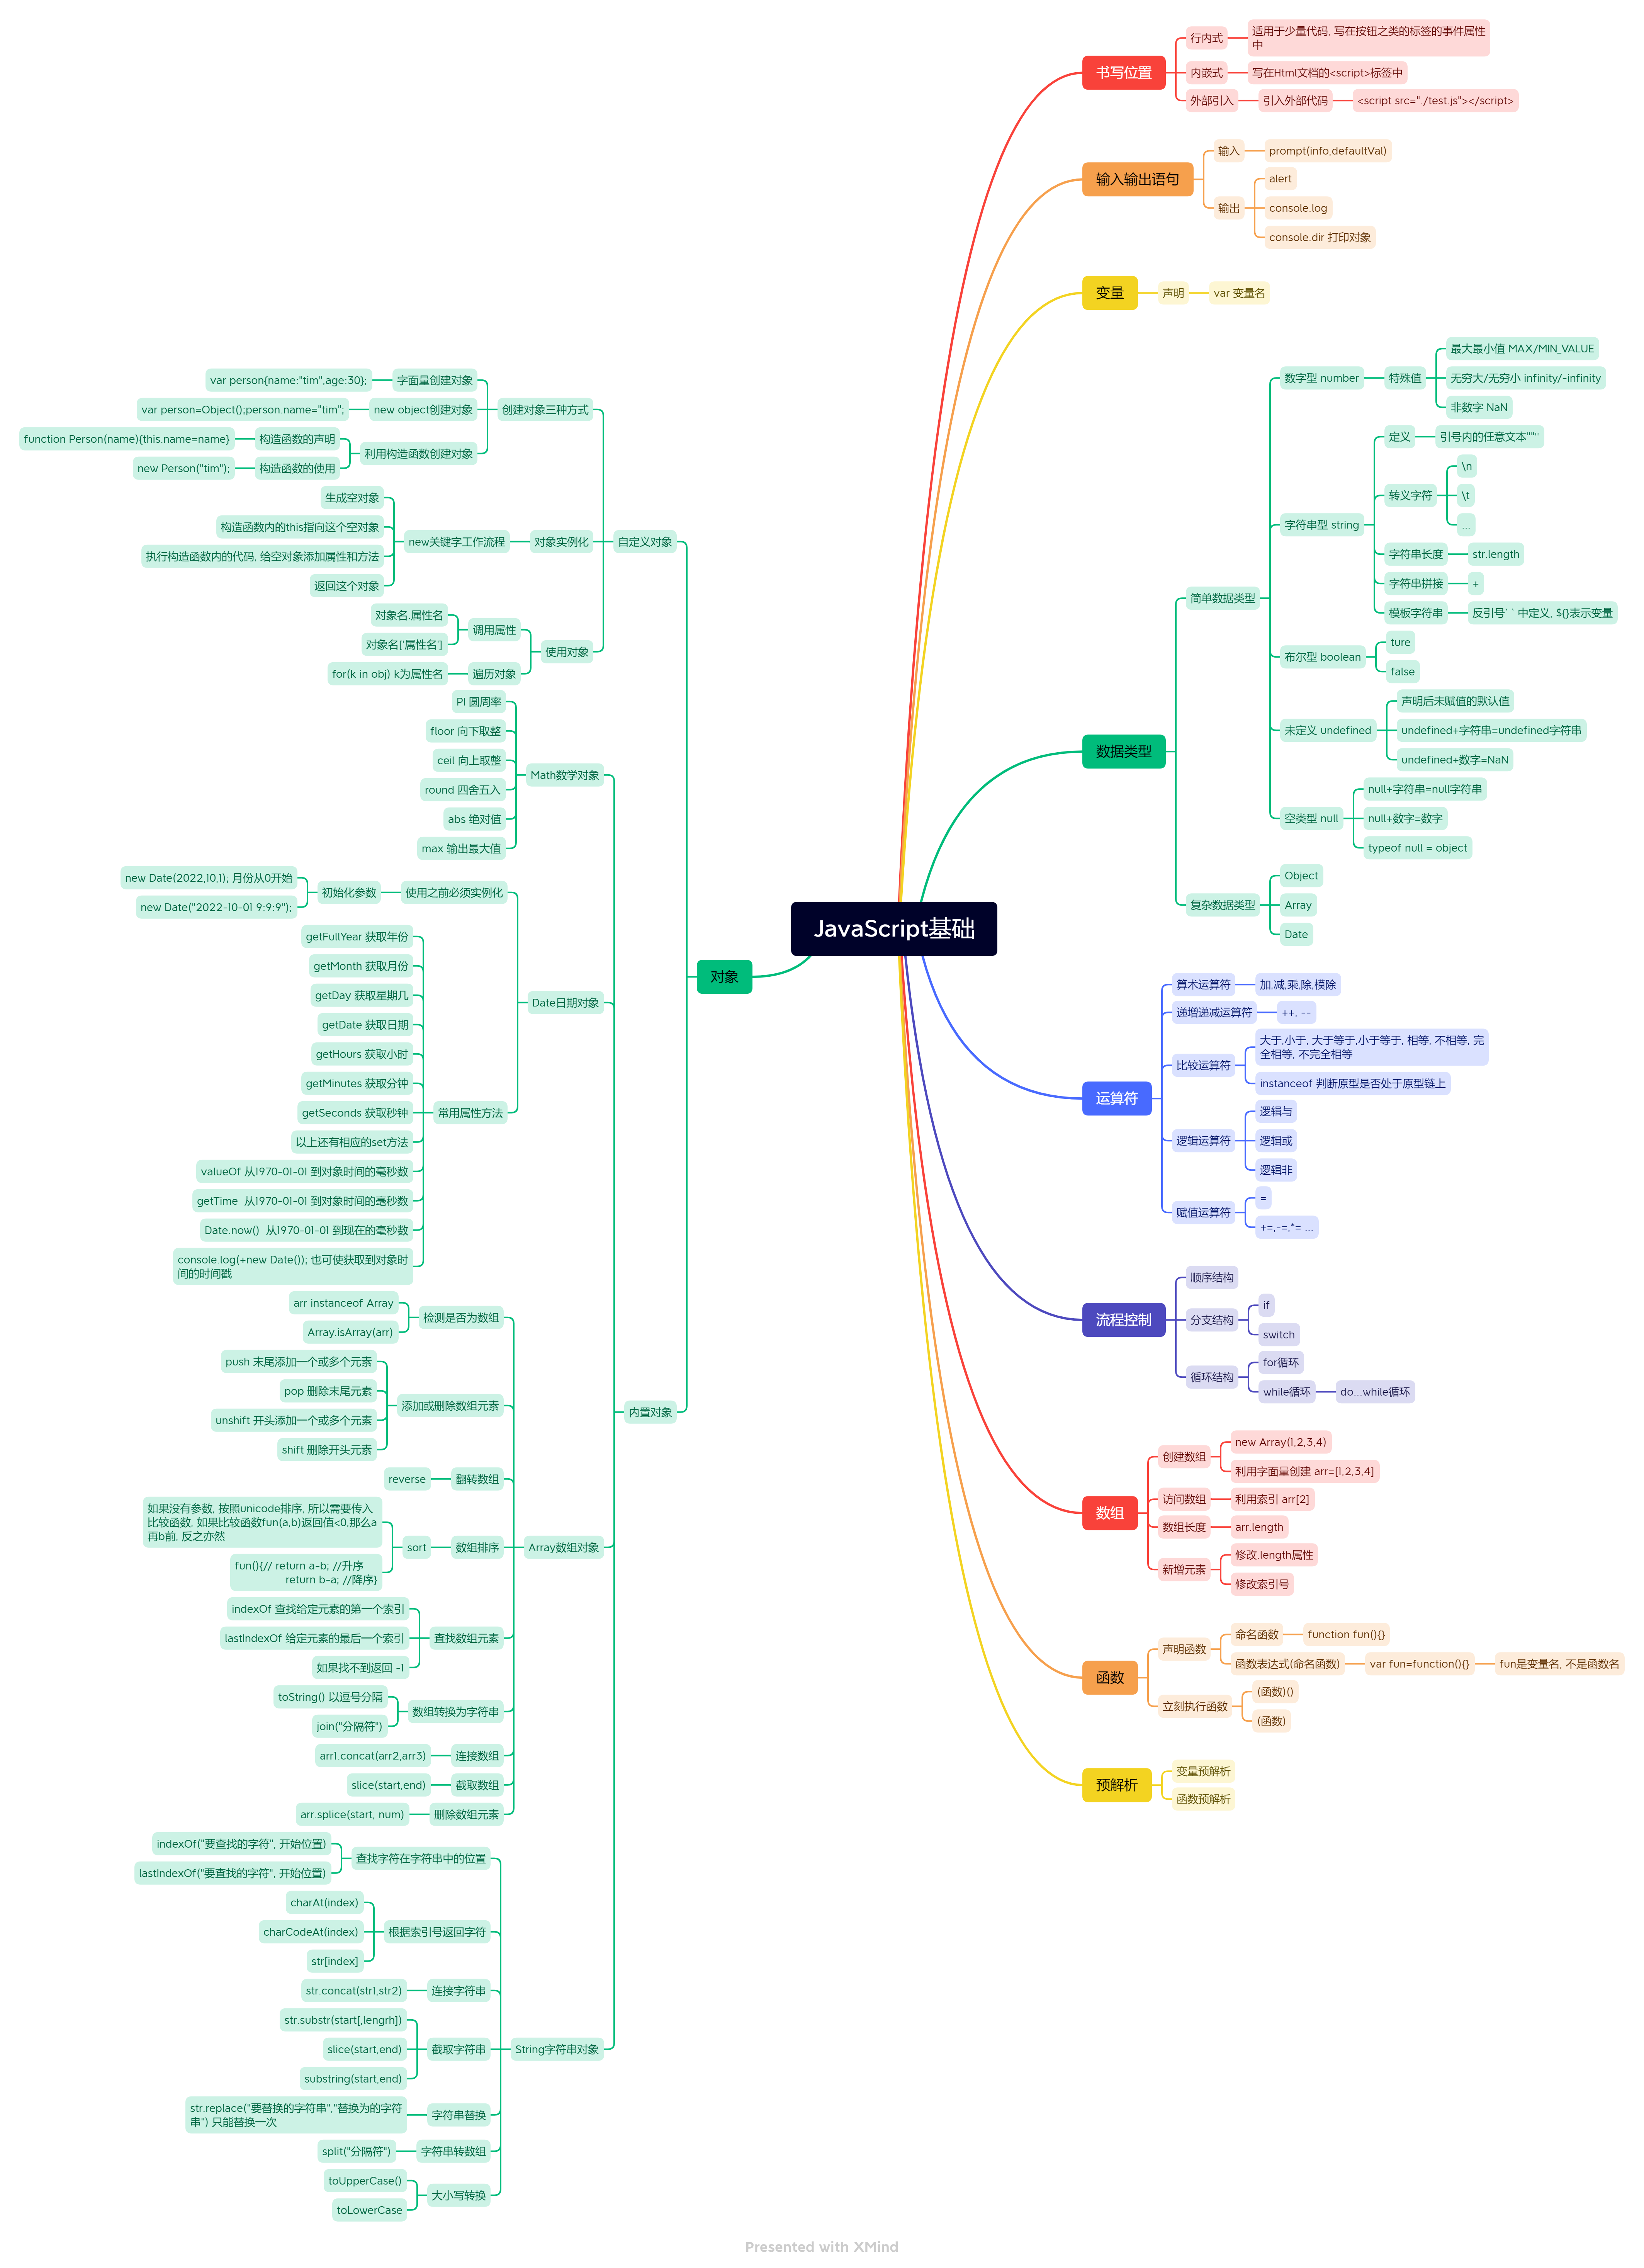 JavaScript基础
书写位置
行内式
适用于少量代码, 写在按钮之类的标签的事件属性
中
内嵌式
写在Html文档的<script>标签中
外部引入
引入外部代码
<script src="./test.js"></script>
输入输出语句
输入
prompt(info,defaultVal)
输出
alert
console.log
console.dir 打印对象
变量
声明
var 变量名
数据类型
简单数据类型
数字型 number
特殊值
最大最小值 MAX/MIN_VALUE
无穷大/无穷小 infinity/-infinity
非数字 NaN
字符串型 string
定义
引号内的任意文本""''
转义字符
\n
\t
...
字符串长度
str.length
字符串拼接
+
模板字符串
反引号` ` 中定义, ${}表示变量
布尔型 boolean
ture
false
未定义 undefined
声明后未赋值的默认值
undefined+字符串=undefined字符串
undefined+数字=NaN
空类型 null
null+字符串=null字符串
null+数字=数字
typeof null = object
复杂数据类型
Object
Array
Date
运算符
算术运算符
加,减,乘,除,模除
递增递减运算符
++, --
比较运算符
大于,小于, 大于等于,小于等于, 相等, 不相等, 完
全相等, 不完全相等
instanceof 判断原型是否处于原型链上
逻辑运算符
逻辑与
逻辑或
逻辑非
赋值运算符
=
+=,-=,*= ...
流程控制
顺序结构
分支结构
if
switch
循环结构
for循环
while循环
do...while循环
数组
创建数组
new Array(1,2,3,4)
利用字面量创建 arr=[1,2,3,4]
访问数组
利用索引 arr[2]
数组长度
arr.length
新增元素
修改.length属性
修改索引号
函数
声明函数
命名函数
function fun(){}
函数表达式(命名函数)
var fun=function(){}
fun是变量名, 不是函数名
立刻执行函数
(函数)()
(函数)
预解析
变量预解析
函数预解析
对象
自定义对象
创建对象三种方式
字面量创建对象
var person{name:"tim",age:30};
new object创建对象
var person=Object();person.name="tim";
利用构造函数创建对象
构造函数的声明
function Person(name){this.name=name}
构造函数的使用
new Person("tim");
对象实例化
new关键字工作流程
生成空对象
构造函数内的this指向这个空对象
执行构造函数内的代码, 给空对象添加属性和方法
返回这个对象
使用对象
调用属性
对象名.属性名
对象名['属性名']
遍历对象
for(k in obj) k为属性名
内置对象
Math数学对象
PI 圆周率
floor 向下取整
ceil 向上取整
round 四舍五入
abs 绝对值
max 输出最大值
Date日期对象
使用之前必须实例化
初始化参数
new Date(2022,10,1); 月份从0开始
new Date("2022-10-01 9:9:9");
常用属性方法
getFullYear 获取年份
getMonth 获取月份
getDay 获取星期几
getDate 获取日期
getHours 获取小时
getMinutes 获取分钟
getSeconds 获取秒钟
以上还有相应的set方法
valueOf 从1970-01-01 到对象时间的毫秒数
getTime  从1970-01-01 到对象时间的毫秒数
Date.now()  从1970-01-01 到现在的毫秒数
console.log(+new Date()); 也可使获取到对象时
间的时间戳
Array数组对象
检测是否为数组
arr instanceof Array
Array.isArray(arr)
添加或删除数组元素
push 末尾添加一个或多个元素
pop 删除末尾元素
unshift 开头添加一个或多个元素
shift 删除开头元素
翻转数组
reverse
数组排序
sort
如果没有参数, 按照unicode排序, 所以需要传入
比较函数, 如果比较函数fun(a,b)返回值<0,那么a
再b前, 反之亦然
fun(){// return a-b; //升序
return b-a; //降序}
查找数组元素
indexOf 查找给定元素的第一个索引
lastIndexOf 给定元素的最后一个索引
如果找不到返回 -1
数组转换为字符串
toString() 以逗号分隔
join("分隔符")
连接数组
arr1.concat(arr2,arr3)
截取数组
slice(start,end)
删除数组元素
arr.splice(start, num)
String字符串对象
查找字符在字符串中的位置
indexOf("要查找的字符", 开始位置)
lastIndexOf("要查找的字符", 开始位置)
根据索引号返回字符
charAt(index)
charCodeAt(index)
str[index]
连接字符串
str.concat(str1,str2)
截取字符串
str.substr(start[,lengrh])
slice(start,end)
substring(start,end)
字符串替换
str.replace("要替换的字符串","替换为的字符
串") 只能替换一次
字符串转数组
split("分隔符")
大小写转换
toUpperCase()
toLowerCase
Presented with XMind